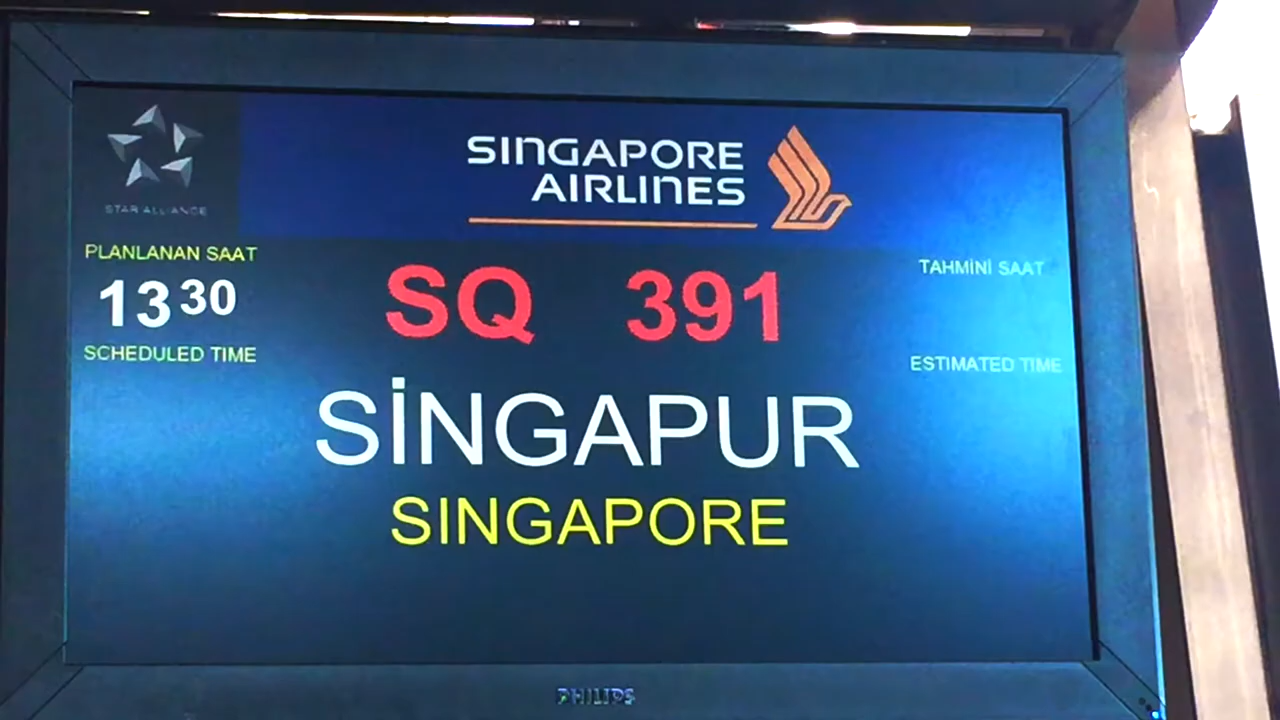 STAR ALLIANCE
SINGAPORE
AIRLINES
PLANLANAN SAAT
13 30
SCHEDULED TIME
SQ 391
TAHMİNİ SAAT
ESTIMATED TIME
SİNGAPUR
SINGAPORE
PHILIPS